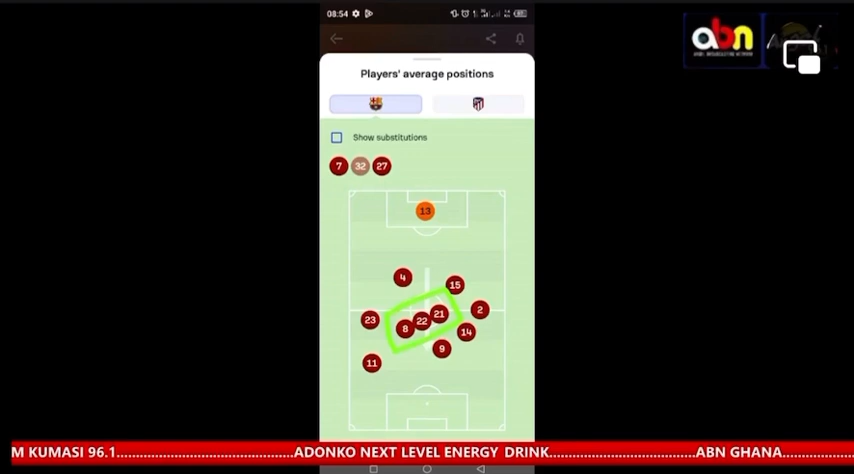 08:54
abn
Players' average positions
Show substitutions
7 32 27
13
4
15
2
21
22
23
8
14
9
11
M KUMASI 96.1......................................ADONKO NEXT LEVEL ENERGY DRINK................................ABN GHANA...............